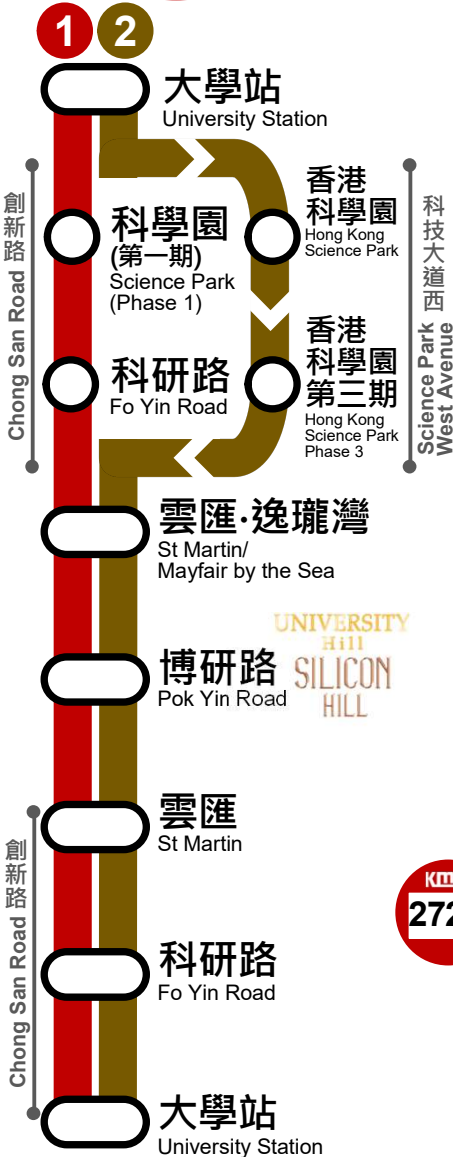 1 2
大學站
University Station
創新路 Chong San Road
科學園
(第一期)
Science Park
(Phase 1)
香港
科學園
Hong Kong
Science Park
科技大道西
Science Park
West Avenue
科研路
Fo Yin Road
香港
科學園
第三期
Hong Kong
Science Park
Phase 3
雲匯·逸瓏灣
St Martin/
Mayfair by the Sea
博研路
Pok Yin Road
UNIVERSITY
Hill
SILICON
HILL
創新路 Chong San Road
雲匯
St Martin
272
科研路
Fo Yin Road
大學站
University Station